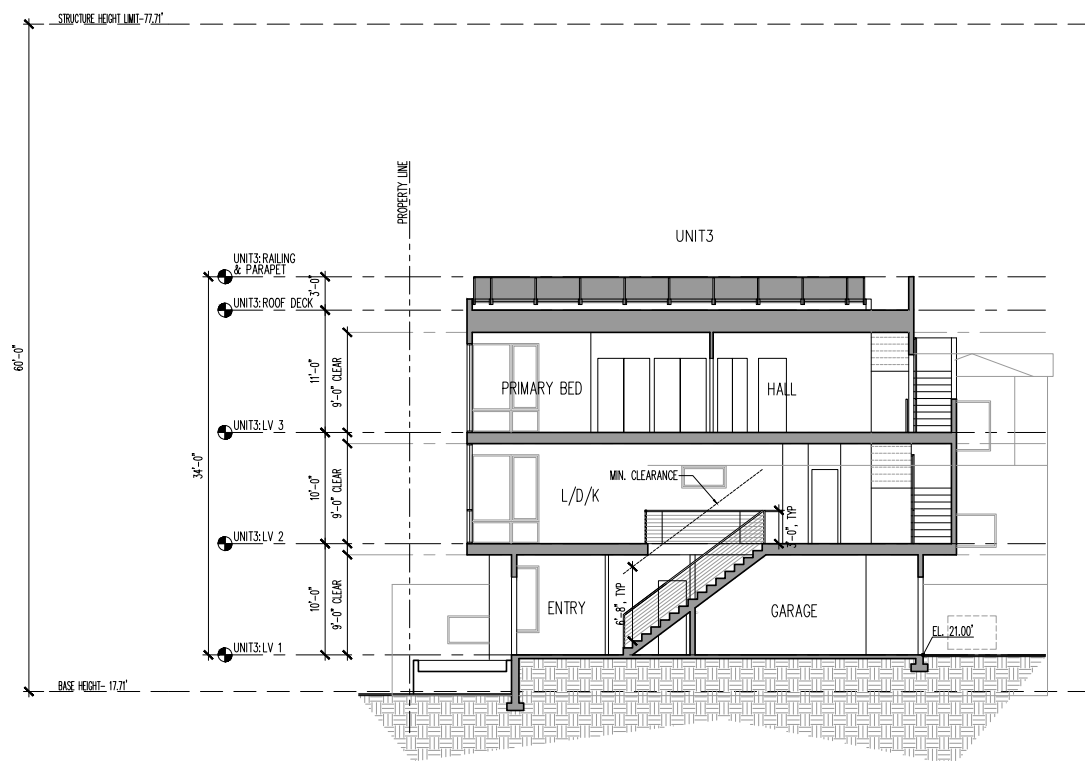 STRUCTURE HEIGHT LIMIT-77.71'
PROPERTY LINE
UNIT3
UNIT3:RAILING
& PARAPET
3'-0"
UNIT3:ROOF DECK
60'-0"
11'-0"
9'-0" CLEAR
PRIMARY BED
HALL
UNIT3:LV 3
34'-0"
10'-0"
9'-0" CLEAR
L/D/K
MIN. CLEARANCE
3'-0", TYP
UNIT3:LV 2
10'-0"
9'-0" CLEAR
ENTRY
6'-8", TYP
GARAGE
EL. 21.00'
UNIT3:LV 1
BASE HEIGHT- 17.71'